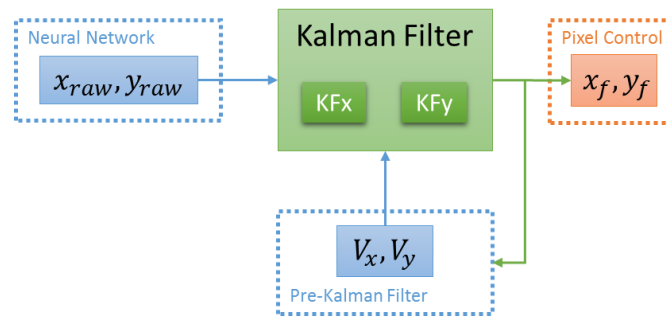 Neural Network
x_raw, y_raw
Kalman Filter
KFx
KFy
Pixel Control
x_f, y_f
V_x, V_y
Pre-Kalman Filter